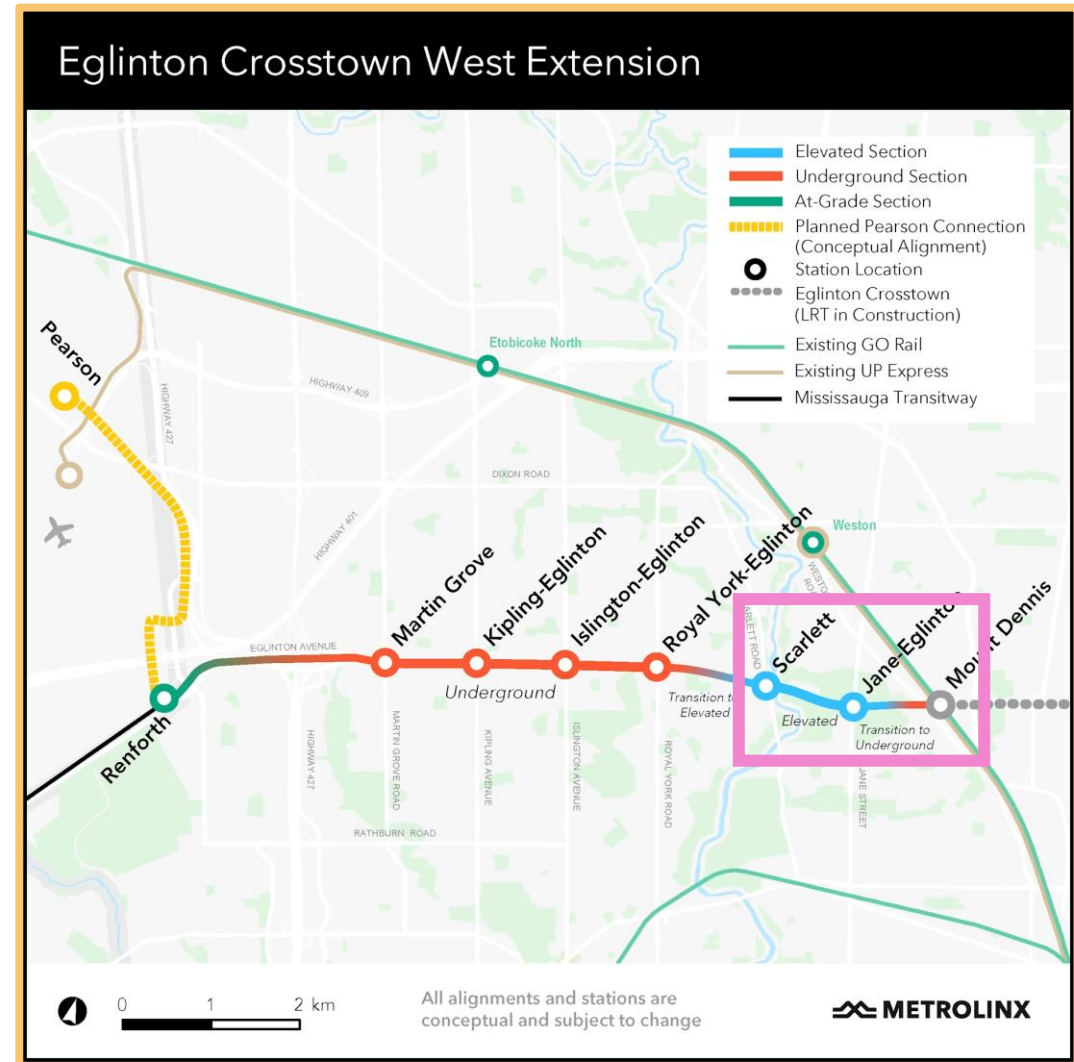 Eglinton Crosstown West Extension
Elevated Section
Underground Section
At-Grade Section
Planned Pearson Connection
(Conceptual Alignment)
Station Location
Eglinton Crosstown
(LRT in Construction)
Existing GO Rail
Existing UP Express
Mississauga Transitway
Pearson
Etobicoke North
HIGHWAY 409
HIGHWAY 427
DIXON ROAD
HIGHWAY 401
Weston
Martin Grove
Kipling-Eglinton
Islington-Eglinton
Royal York-Eglinton
Scarlett
Jane-Eglinton
Mount Dennis
EGLINTON AVENUE
Renforth
Underground
Transition to
Elevated
Elevated
Transition to
Underground
HIGHWAY 427
MARTIN GROVE ROAD
KIPLING AVENUE
ISLINGTON AVENUE
ROYAL YORK ROAD
JANE STREET
RATHBURN ROAD
0 1 2 km
All alignments and stations are
conceptual and subject to change
METROLINX